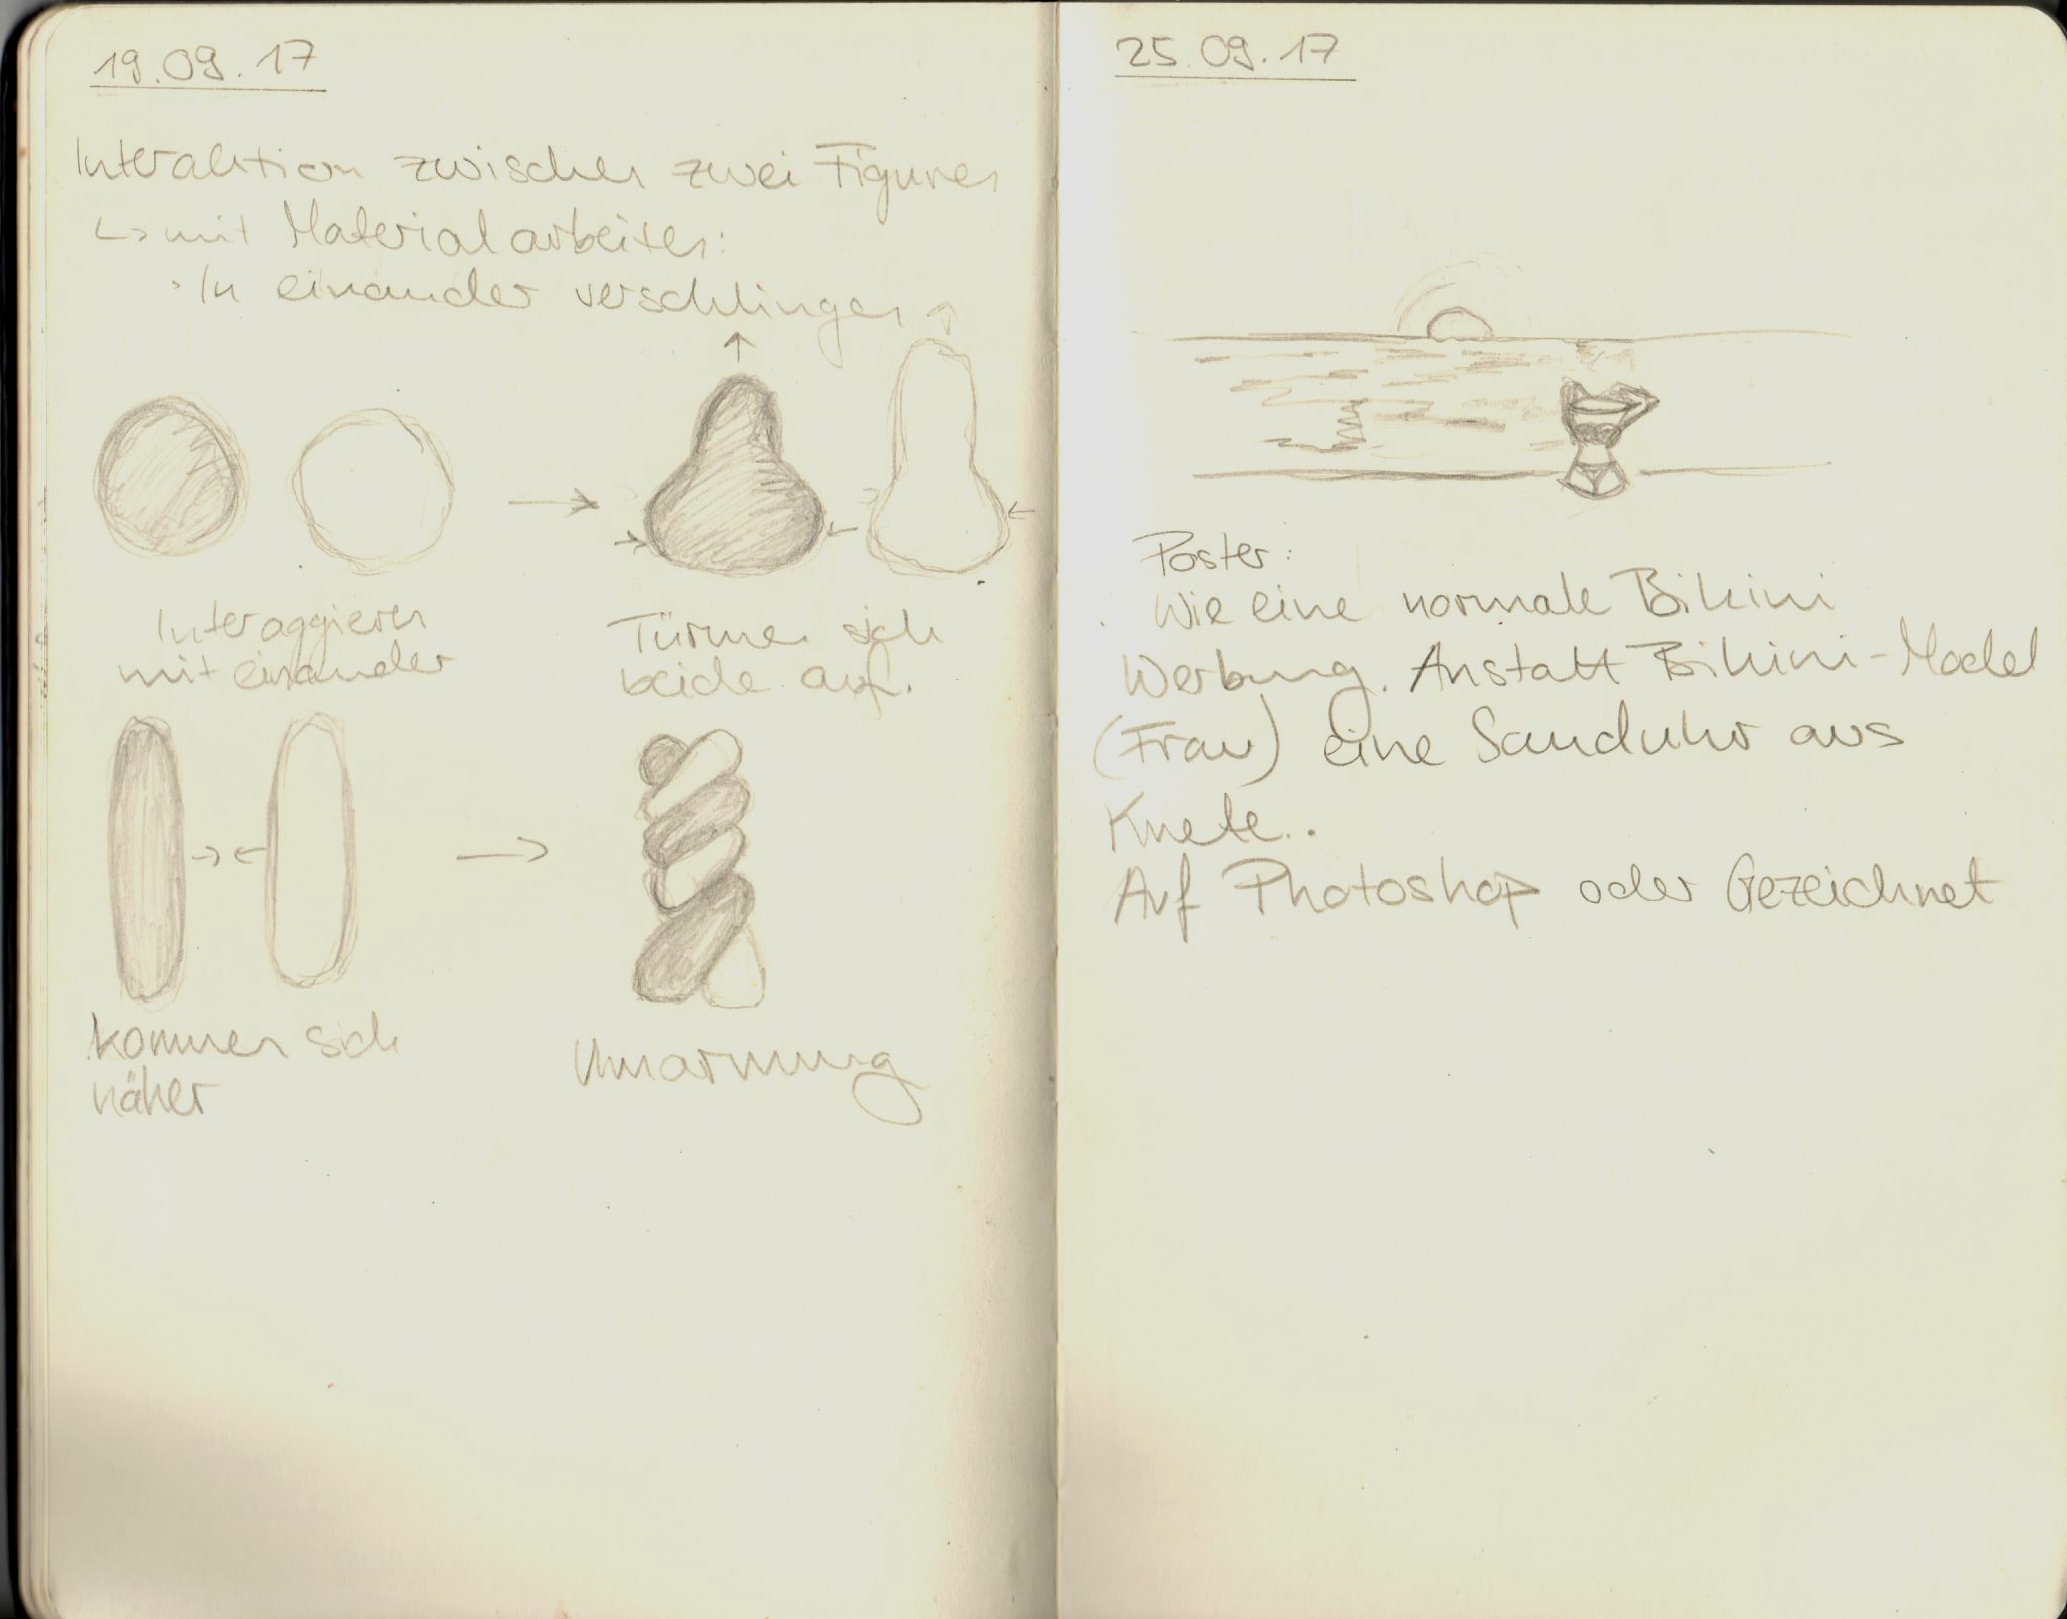 19.09.17
Interaktion zwischen zwei Figuren
↳ mit Material arbeiten:
· In einander verschlingen
Interaggieren
mit einander
Türmen sich
beide auf.
kommen sich
näher
Umarmung
25.09.17
Poster:
Wie eine normale Bikini
Werbung. Anstatt Bikini-Model
(Frau) eine Sanduhr aus
Knete..
Auf Photoshop oder Gezeichnet